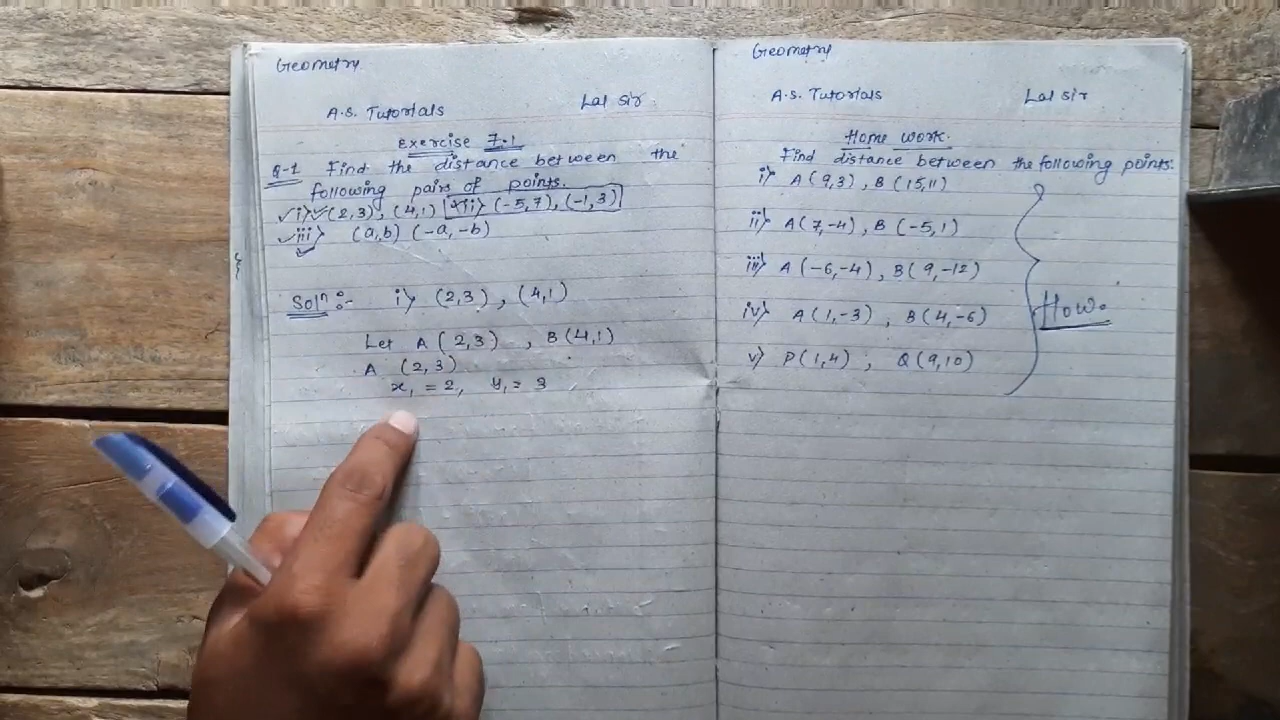 Geometry
A.S. Tutorials Lal sir
Exercise 7.1
Q-1 Find the distance between the
following pairs of points.
i) (2,3), (4,1) ii) (-5,7), (-1,3)
iii) (a,b) (-a,-b)
Solⁿ :- i) (2,3), (4,1)
Let A(2,3) , B(4,1)
A (2,3)
x₁ = 2, y₁ = 3
Geometry
A.S. Tutorials Lal sir
Home work.
Find distance between the following points:
i) A(9,3), B(15,11)
ii) A(7,-4), B(-5,1)
iii) A(-6,-4), B(9,-12)
iv) A(1,-3), B(4,-6)
v) P(1,4), Q(9,10)
H.ow.